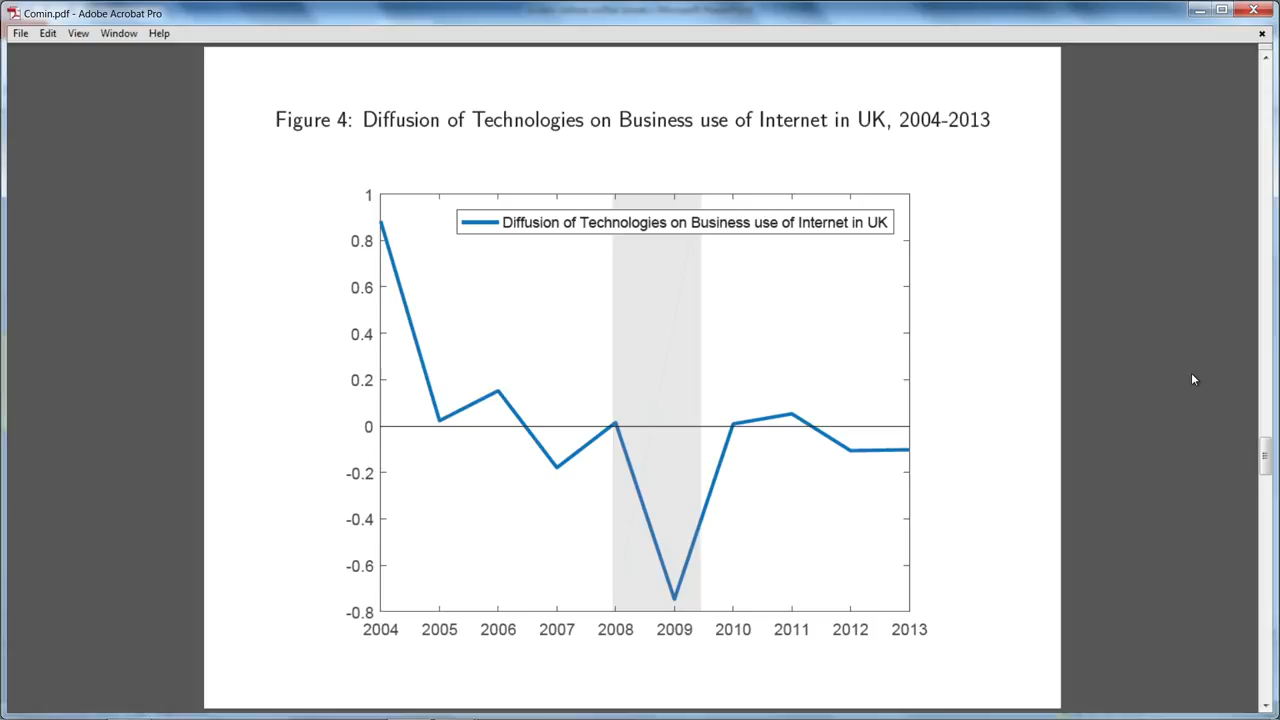 Comin.pdf - Adobe Acrobat Pro
File Edit View Window Help
Figure 4: Diffusion of Technologies on Business use of Internet in UK, 2004-2013
Diffusion of Technologies on Business use of Internet in UK
1
0.8
0.6
0.4
0.2
0
-0.2
-0.4
-0.6
-0.8
2004 2005 2006 2007 2008 2009 2010 2011 2012 2013